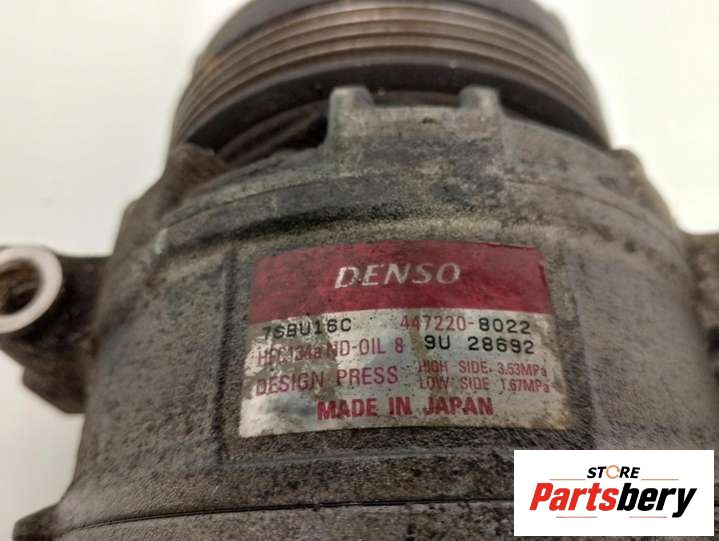 DENSO
7SBU16C 447220-8022
HFC134a ND-OIL 8 9U 28692
DESIGN PRESS HIGH SIDE 3.53MPa
LOW SIDE 1.67MPa
MADE IN JAPAN
STORE
Partsbery